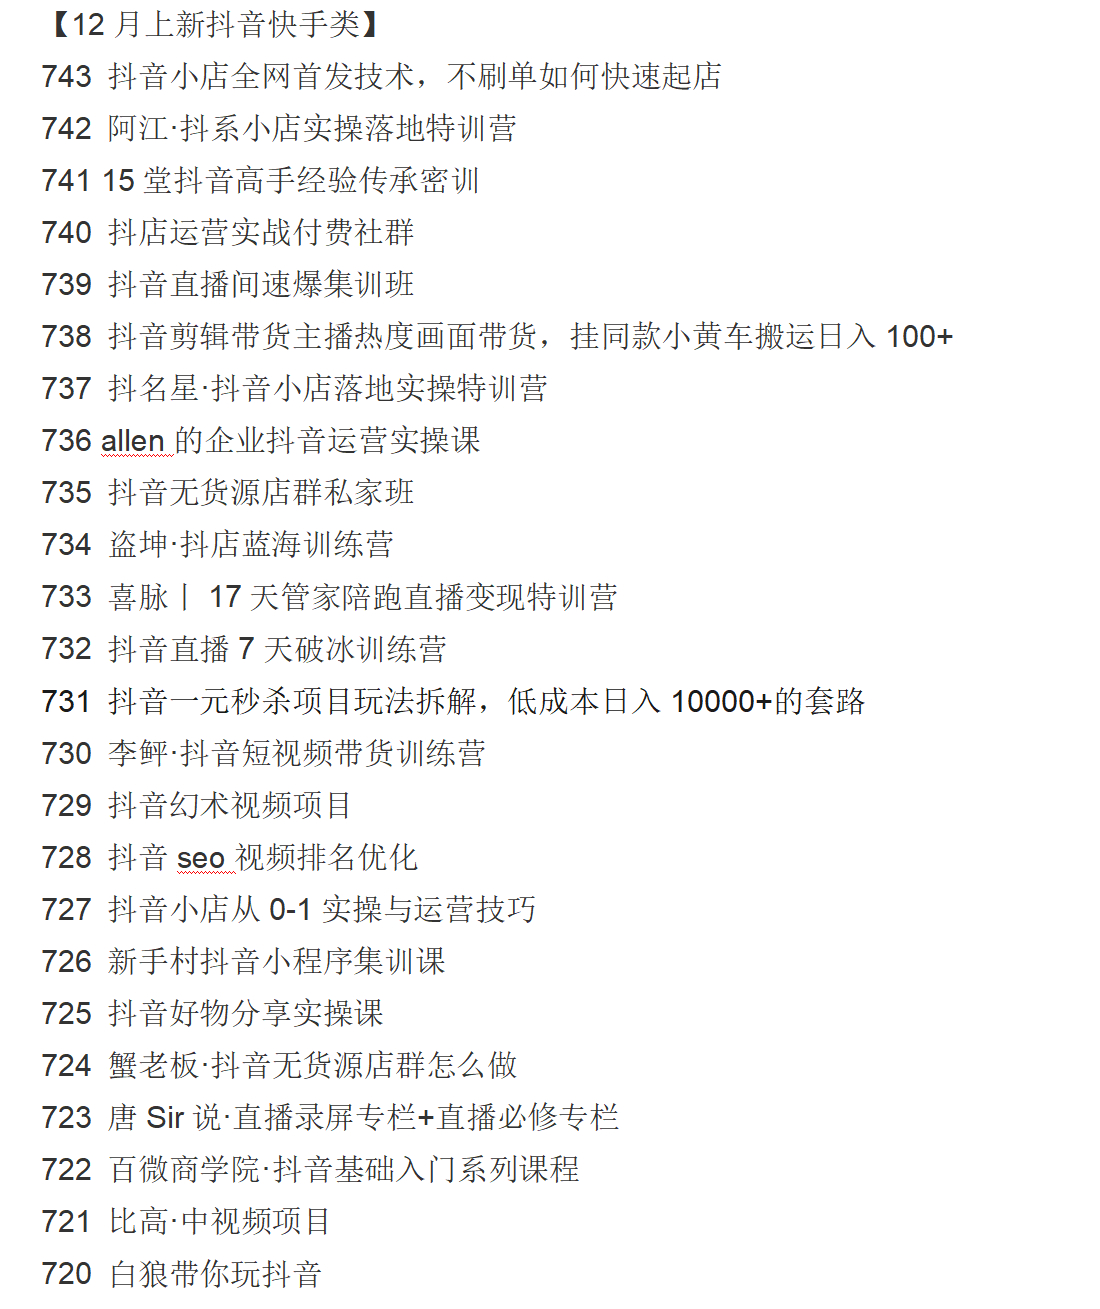 【12 月上新抖音快手类】
743 抖音小店全网首发技术，不刷单如何快速起店
742 阿江·抖系小店实操落地特训营
741 15 堂抖音高手经验传承密训
740 抖店运营实战付费社群
739 抖音直播间速爆集训班
738 抖音剪辑带货主播热度画面带货，挂同款小黄车搬运日入 100+
737 抖名星·抖音小店落地实操特训营
736 allen 的企业抖音运营实操课
735 抖音无货源店群私家班
734 盗坤·抖店蓝海训练营
733 喜脉丨 17 天管家陪跑直播变现特训营
732 抖音直播 7 天破冰训练营
731 抖音一元秒杀项目玩法拆解，低成本日入 10000+的套路
730 李鲆·抖音短视频带货训练营
729 抖音幻术视频项目
728 抖音 seo 视频排名优化
727 抖音小店从 0-1 实操与运营技巧
726 新手村抖音小程序集训课
725 抖音好物分享实操课
724 蟹老板·抖音无货源店群怎么做
723 唐 Sir 说·直播录屏专栏+直播必修专栏
722 百微商学院·抖音基础入门系列课程
721 比高·中视频项目
720 白狼带你玩抖音